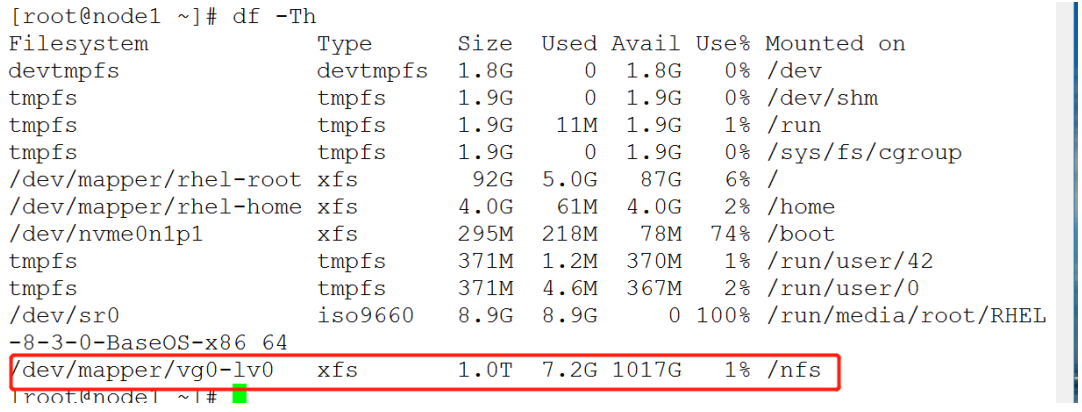 [root@node1 ~]# df -Th
Filesystem            Type      Size  Used Avail Use% Mounted on
devtmpfs              devtmpfs  1.8G     0  1.8G   0% /dev
tmpfs                 tmpfs     1.9G     0  1.9G   0% /dev/shm
tmpfs                 tmpfs     1.9G   11M  1.9G   1% /run
tmpfs                 tmpfs     1.9G     0  1.9G   0% /sys/fs/cgroup
/dev/mapper/rhel-root xfs        92G  5.0G   87G   6% /
/dev/mapper/rhel-home xfs       4.0G   61M  4.0G   2% /home
/dev/nvme0n1p1        xfs       295M  218M   78M  74% /boot
tmpfs                 tmpfs     371M  1.2M  370M   1% /run/user/42
tmpfs                 tmpfs     371M  4.6M  367M   2% /run/user/0
/dev/sr0              iso9660   8.9G  8.9G     0 100% /run/media/root/RHEL
-8-3-0-BaseOS-x86_64
/dev/mapper/vg0-lv0   xfs       1.0T  7.2G 1017G   1% /nfs
[root@node1 ~]#